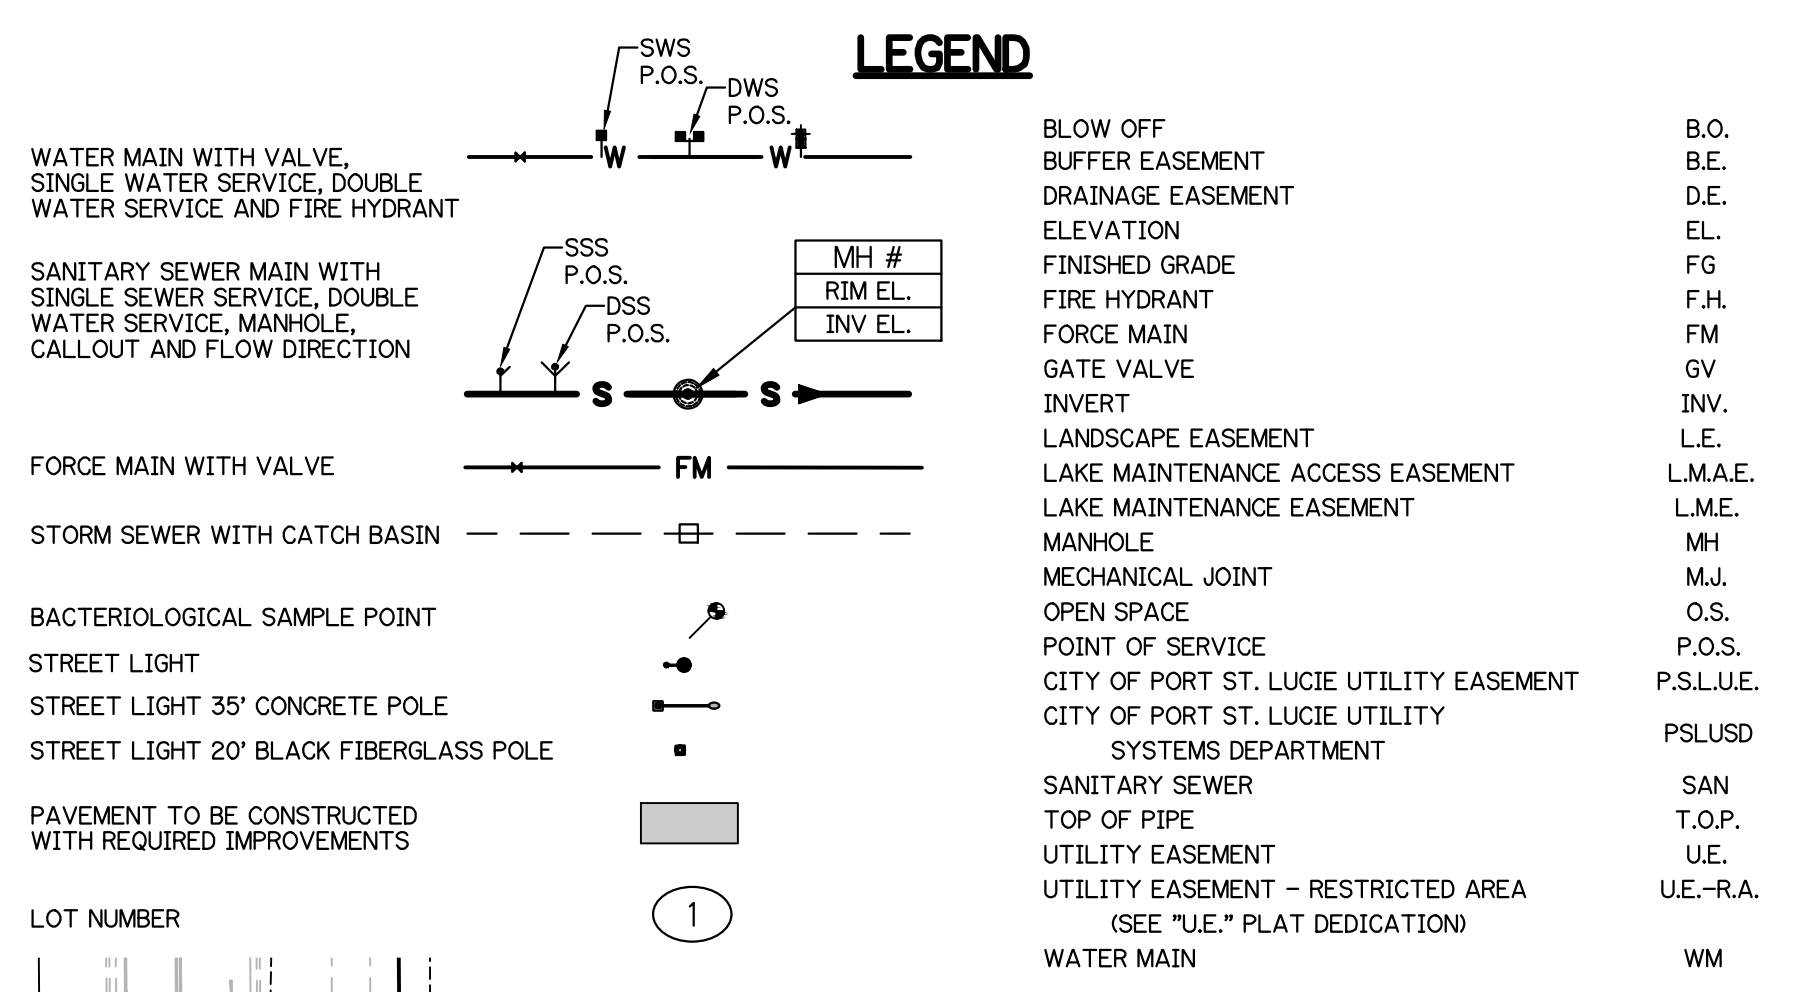 LEGEND
SWS
P.O.S.
DWS
P.O.S.
WATER MAIN WITH VALVE,
SINGLE WATER SERVICE, DOUBLE
WATER SERVICE AND FIRE HYDRANT
W
W
SSS
P.O.S.
DSS
P.O.S.
MH #
RIM EL.
INV EL.
SANITARY SEWER MAIN WITH
SINGLE SEWER SERVICE, DOUBLE
WATER SERVICE, MANHOLE,
CALLOUT AND FLOW DIRECTION
S
S
FORCE MAIN WITH VALVE
FM
STORM SEWER WITH CATCH BASIN
BACTERIOLOGICAL SAMPLE POINT
STREET LIGHT
STREET LIGHT 35' CONCRETE POLE
STREET LIGHT 20' BLACK FIBERGLASS POLE
PAVEMENT TO BE CONSTRUCTED
WITH REQUIRED IMPROVEMENTS
LOT NUMBER
1
BLOW OFF B.O.
BUFFER EASEMENT B.E.
DRAINAGE EASEMENT D.E.
ELEVATION EL.
FINISHED GRADE FG
FIRE HYDRANT F.H.
FORCE MAIN FM
GATE VALVE GV
INVERT INV.
LANDSCAPE EASEMENT L.E.
LAKE MAINTENANCE ACCESS EASEMENT L.M.A.E.
LAKE MAINTENANCE EASEMENT L.M.E.
MANHOLE MH
MECHANICAL JOINT M.J.
OPEN SPACE O.S.
POINT OF SERVICE P.O.S.
CITY OF PORT ST. LUCIE UTILITY EASEMENT P.S.L.U.E.
CITY OF PORT ST. LUCIE UTILITY
SYSTEMS DEPARTMENT PSLUSD
SANITARY SEWER SAN
TOP OF PIPE T.O.P.
UTILITY EASEMENT U.E.
UTILITY EASEMENT - RESTRICTED AREA U.E.-R.A.
(SEE "U.E." PLAT DEDICATION)
WATER MAIN WM